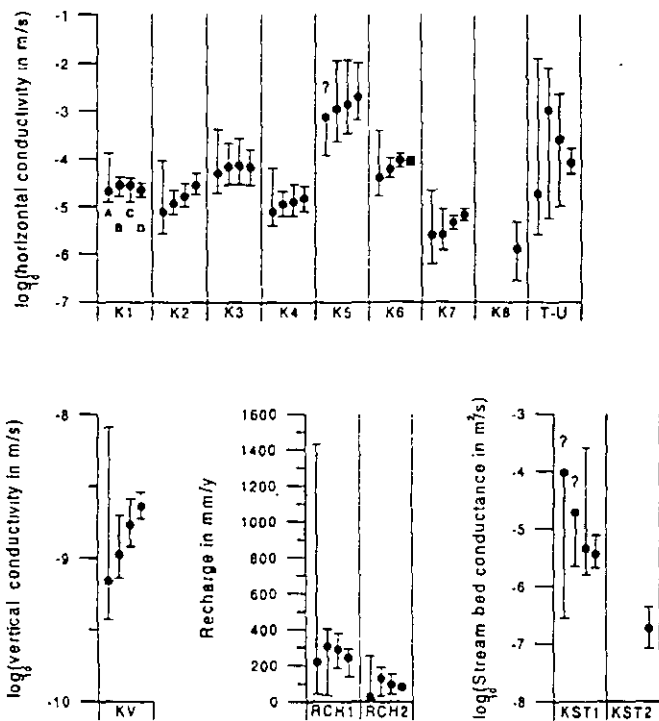 log₁₀(horizontal conductivity in m/s)
-1
-2
-3
-4
-5
-6
-7
?
A
C
B
D
K1 K2 K3 K4 K5 K6 K7 K8 T-U
log₁₀(vertical conductivity in m/s)
-8
-9
-10
KV
Recharge in mm/y
1600
1400
1200
1000
800
600
400
200
0
RCH1 RCH2
log₁₀(Stream bed conductance in m²/s)
-3
-4
-5
-6
-7
-8
?
?
KST1 KST2